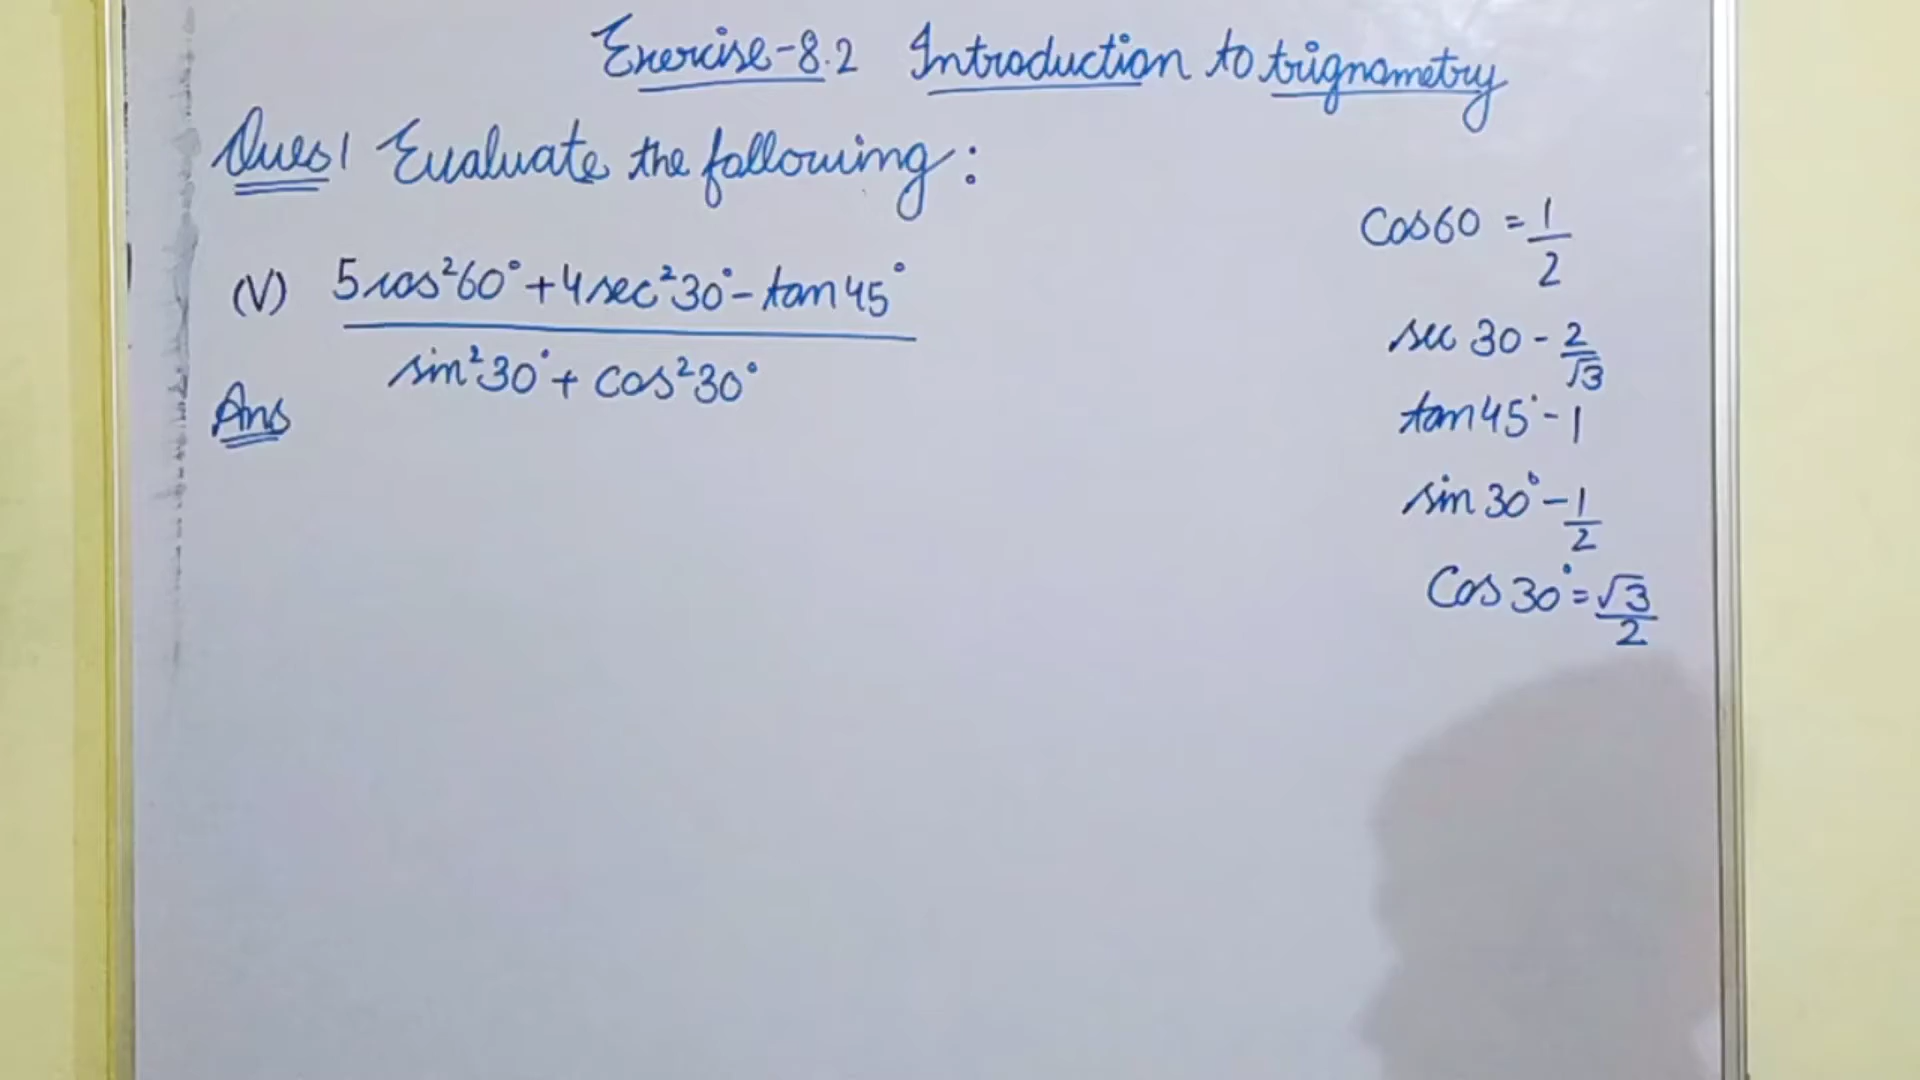 Exercise-8.2 Introduction to trignametry
Ques1 Evaluate the following:
(V) 5cos²60° + 4sec²30° - tan45°
sin²30° + cos²30°
Ans
Cos60 = 1/2
sec 30 - 2/√3
tan45° - 1
sin 30° - 1/2
Cos 30° = √3/2